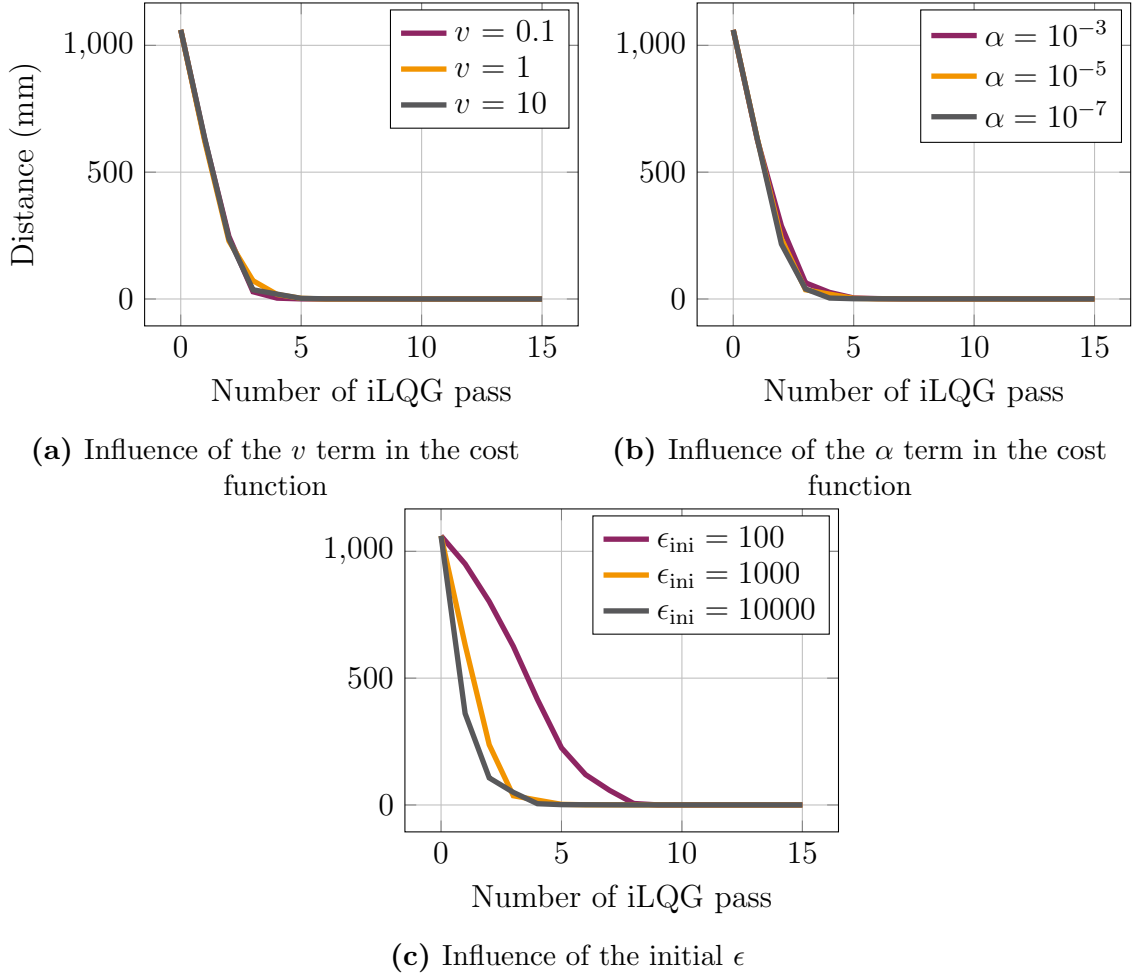 1,000
500
0
Distance (mm)
v = 0.1
v = 1
v = 10
0 5 10 15
Number of iLQG pass
(a) Influence of the v term in the cost
function
1,000
500
0
α = 10⁻³
α = 10⁻⁵
α = 10⁻⁷
0 5 10 15
Number of iLQG pass
(b) Influence of the α term in the cost
function
1,000
500
0
ϵini = 100
ϵini = 1000
ϵini = 10000
0 5 10 15
Number of iLQG pass
(c) Influence of the initial ϵ